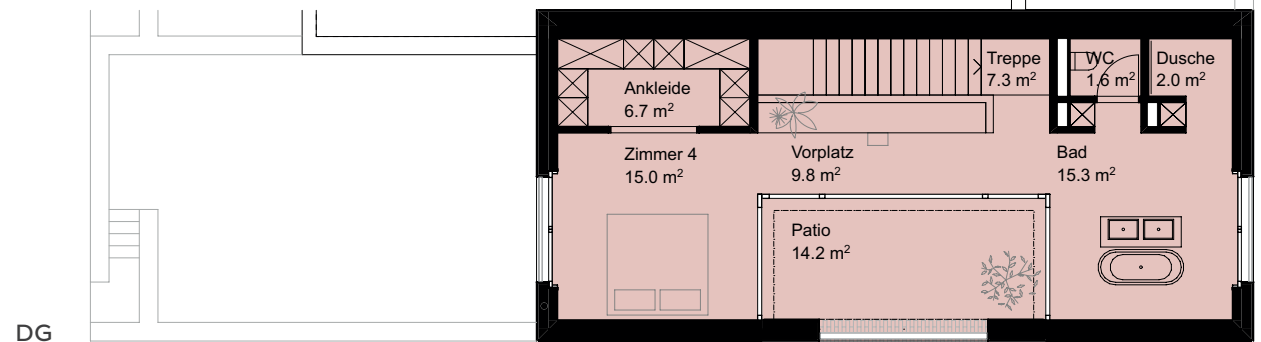 Treppe
7.3 m²
WC
1.6 m²
Dusche
2.0 m²
Ankleide
6.7 m²
Zimmer 4
15.0 m²
Vorplatz
9.8 m²
Bad
15.3 m²
Patio
14.2 m²
DG